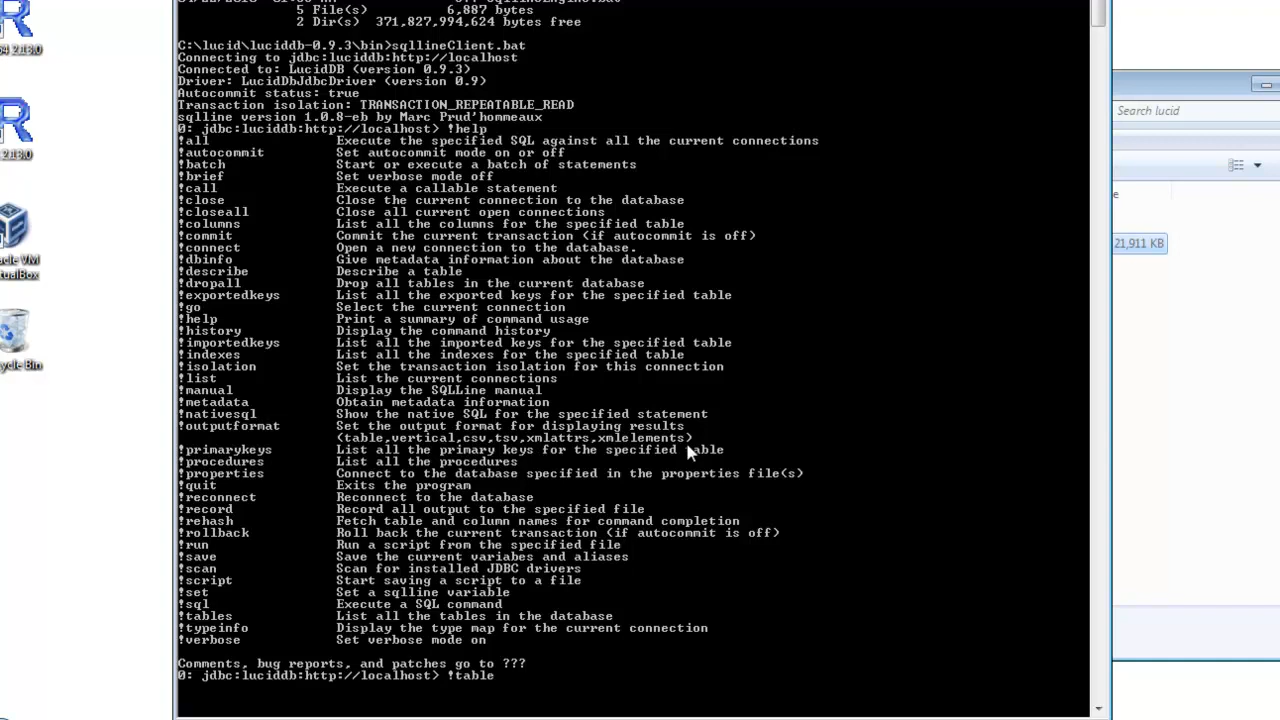 5 File(s) 6,887 bytes
2 Dir(s) 371,827,994,624 bytes free
C:\lucid\luciddb-0.9.3\bin>sqllineClient.bat
Connecting to jdbc:luciddb:http://localhost
Connected to: LucidDB (version 0.9.3)
Driver: LucidDbJdbcDriver (version 0.9)
Autocommit status: true
Transaction isolation: TRANSACTION_REPEATABLE_READ
sqlline version 1.0.8-eb by Marc Prud'hommeaux
0: jdbc:luciddb:http://localhost> !help
!all Execute the specified SQL against all the current connections
!autocommit Set autocommit mode on or off
!batch Start or execute a batch of statements
!brief Set verbose mode off
!call Execute a callable statement
!close Close the current connection to the database
!closeall Close all current open connections
!columns List all the columns for the specified table
!commit Commit the current transaction (if autocommit is off)
!connect Open a new connection to the database.
!dbinfo Give metadata information about the database
!describe Describe a table
!dropall Drop all tables in the current database
!exportedkeys List all the exported keys for the specified table
!go Select the current connection
!help Print a summary of command usage
!history Display the command history
!importedkeys List all the imported keys for the specified table
!indexes List all the indexes for the specified table
!isolation Set the transaction isolation for this connection
!list List the current connections
!manual Display the SQLLine manual
!metadata Obtain metadata information
!nativesql Show the native SQL for the specified statement
!outputformat Set the output format for displaying results
(table,vertical,csv,tsv,xmlattrs,xmlelements)
!primarykeys List all the primary keys for the specified table
!procedures List all the procedures
!properties Connect to the database specified in the properties file(s)
!quit Exits the program
!reconnect Reconnect to the database
!record Record all output to the specified file
!rehash Fetch table and column names for command completion
!rollback Roll back the current transaction (if autocommit is off)
!run Run a script from the specified file
!save Save the current variabes and aliases
!scan Scan for installed JDBC drivers
!script Start saving a script to a file
!set Set a sqlline variable
!sql Execute a SQL command
!tables List all the tables in the database
!typeinfo Display the type map for the current connection
!verbose Set verbose mode on
Comments, bug reports, and patches go to ???
0: jdbc:luciddb:http://localhost> !table
64 2.13.0
2.13.0
acle VM
tualBox
cycle Bin
Search lucid
e
21,911 KB